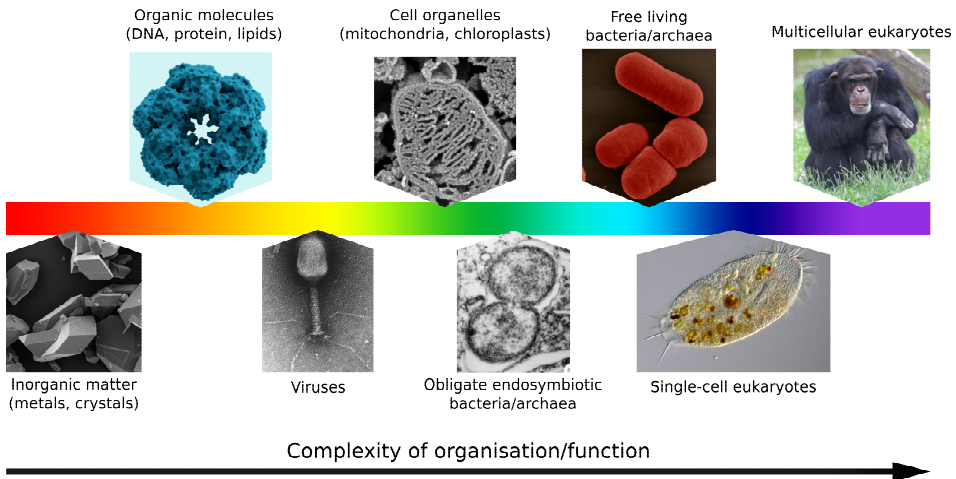 Organic molecules
(DNA, protein, lipids)
Cell organelles
(mitochondria, chloroplasts)
Free living
bacteria/archaea
Multicellular eukaryotes
Inorganic matter
(metals, crystals)
Viruses
Obligate endosymbiotic
bacteria/archaea
Single-cell eukaryotes
Complexity of organisation/function